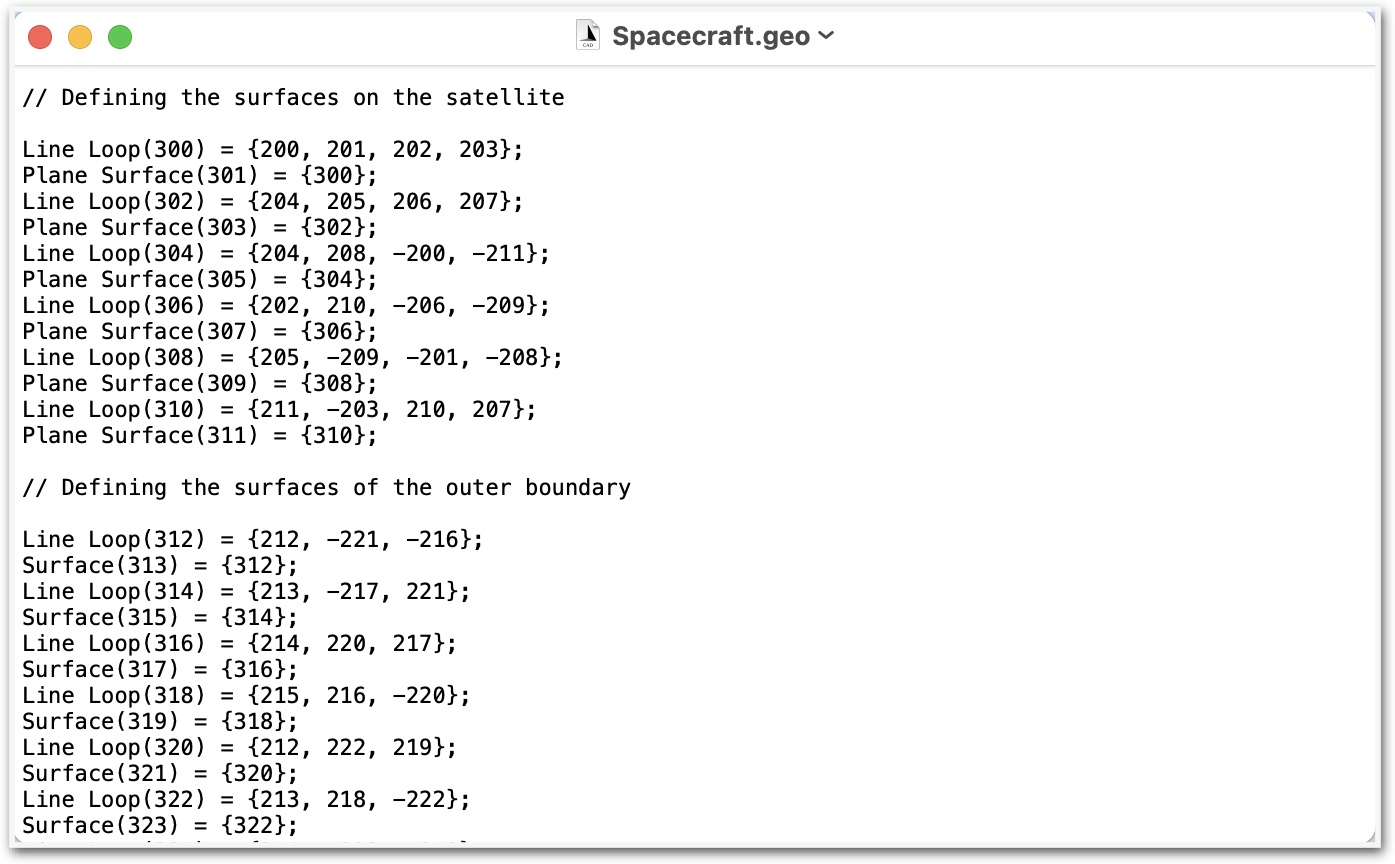 CAD
Spacecraft.geo
// Defining the surfaces on the satellite
Line Loop(300) = {200, 201, 202, 203};
Plane Surface(301) = {300};
Line Loop(302) = {204, 205, 206, 207};
Plane Surface(303) = {302};
Line Loop(304) = {204, 208, -200, -211};
Plane Surface(305) = {304};
Line Loop(306) = {202, 210, -206, -209};
Plane Surface(307) = {306};
Line Loop(308) = {205, -209, -201, -208};
Plane Surface(309) = {308};
Line Loop(310) = {211, -203, 210, 207};
Plane Surface(311) = {310};
// Defining the surfaces of the outer boundary
Line Loop(312) = {212, -221, -216};
Surface(313) = {312};
Line Loop(314) = {213, -217, 221};
Surface(315) = {314};
Line Loop(316) = {214, 220, 217};
Surface(317) = {316};
Line Loop(318) = {215, 216, -220};
Surface(319) = {318};
Line Loop(320) = {212, 222, 219};
Surface(321) = {320};
Line Loop(322) = {213, 218, -222};
Surface(323) = {322};